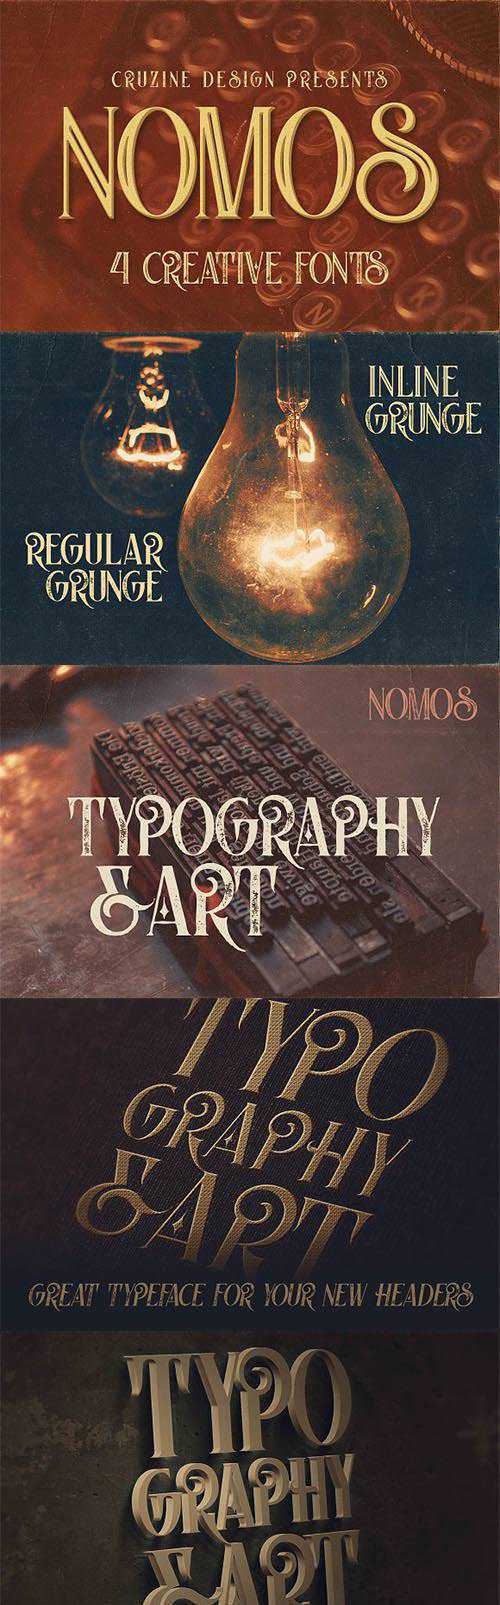 CRUZINE DESIGN PRESENTS
NOMOS
4 CREATIVE FONTS
INLINE
GRUNGE
REGULAR
GRUNGE
NOMOS
TYPOGRAPHY
& ART
TYPO
GRAPHY
& ART
GREAT TYPEFACE FOR YOUR NEW HEADERS
TYPO
GRAPHY
& ART